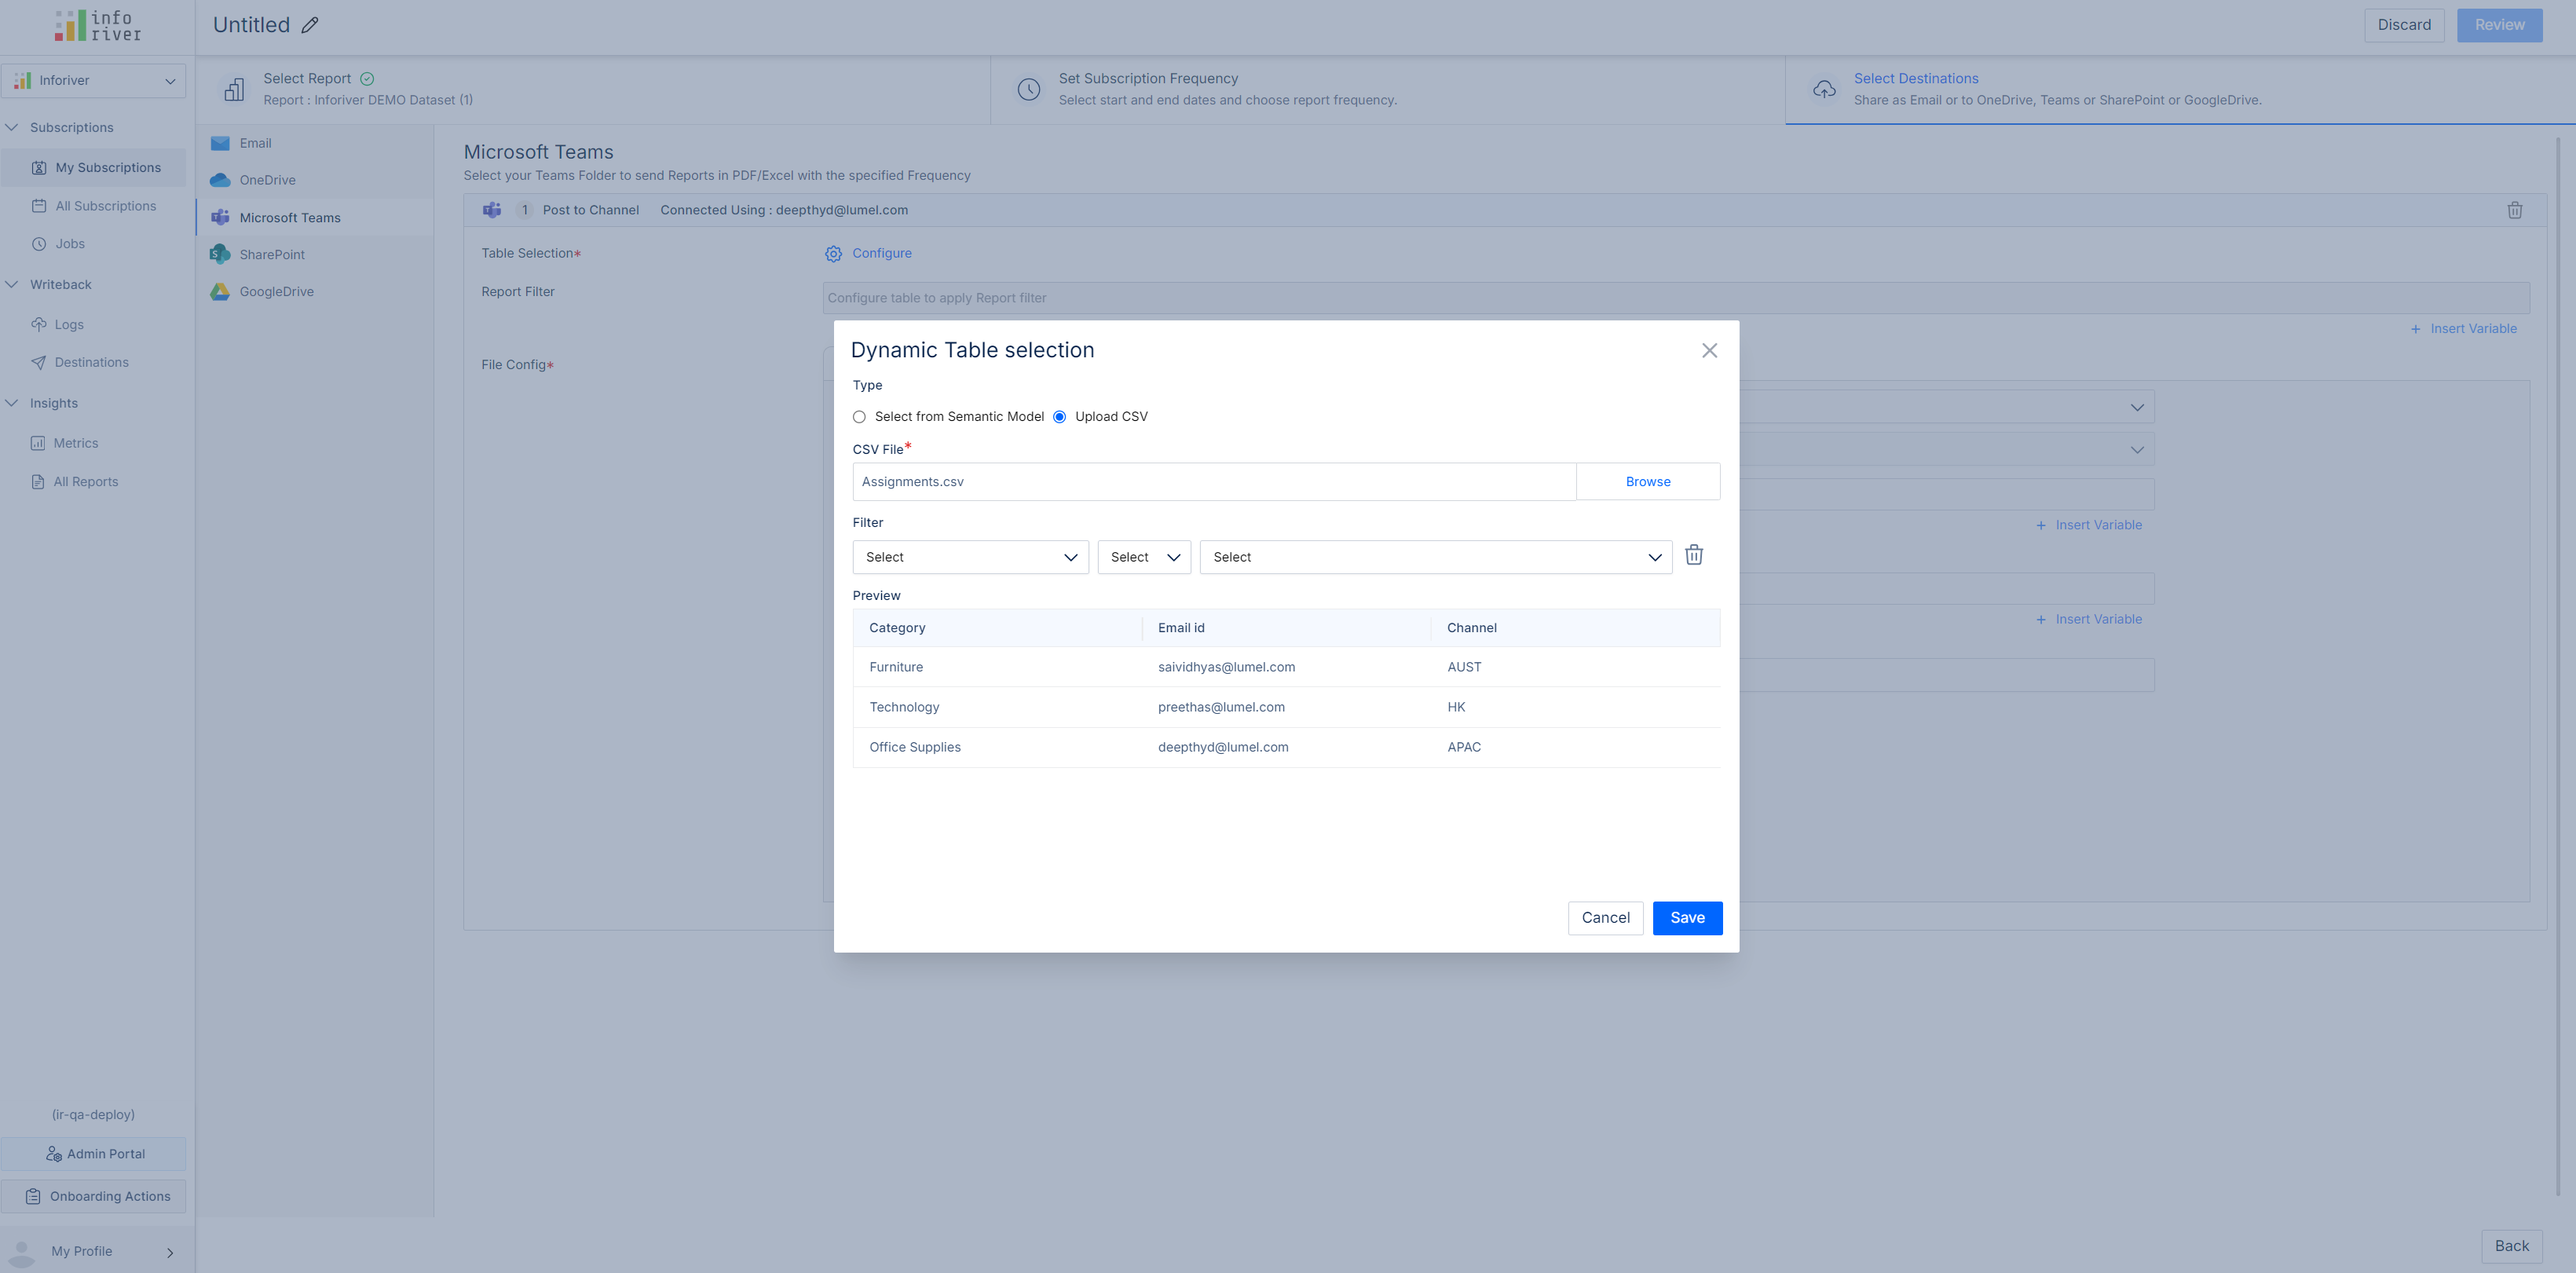 info
river
Untitled
Discard
Review
Inforiver
Select Report
Report : Inforiver DEMO Dataset (1)
Set Subscription Frequency
Select start and end dates and choose report frequency.
Select Destinations
Share as Email or to OneDrive, Teams or SharePoint or GoogleDrive.
Subscriptions
My Subscriptions
All Subscriptions
Jobs
Writeback
Logs
Destinations
Insights
Metrics
All Reports
(ir-qa-deploy)
Admin Portal
Onboarding Actions
My Profile
Email
OneDrive
Microsoft Teams
SharePoint
GoogleDrive
Microsoft Teams
Select your Teams Folder to send Reports in PDF/Excel with the specified Frequency
1 Post to Channel Connected Using : deepthyd@lumel.com
Table Selection* Configure
Report Filter Configure table to apply Report filter
+ Insert Variable
File Config*
+ Insert Variable
+ Insert Variable
Dynamic Table selection
Type
Select from Semantic Model Upload CSV
CSV File*
Assignments.csv Browse
Filter
Select Select Select
Preview
Category Email id Channel
Furniture saividhyas@lumel.com AUST
Technology preethas@lumel.com HK
Office Supplies deepthyd@lumel.com APAC
Cancel Save
Back